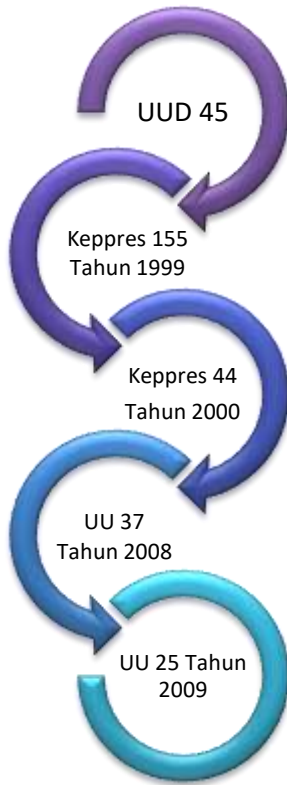 UUD 45
Keppres 155
Tahun 1999
Keppres 44
Tahun 2000
UU 37
Tahun 2008
UU 25 Tahun
2009